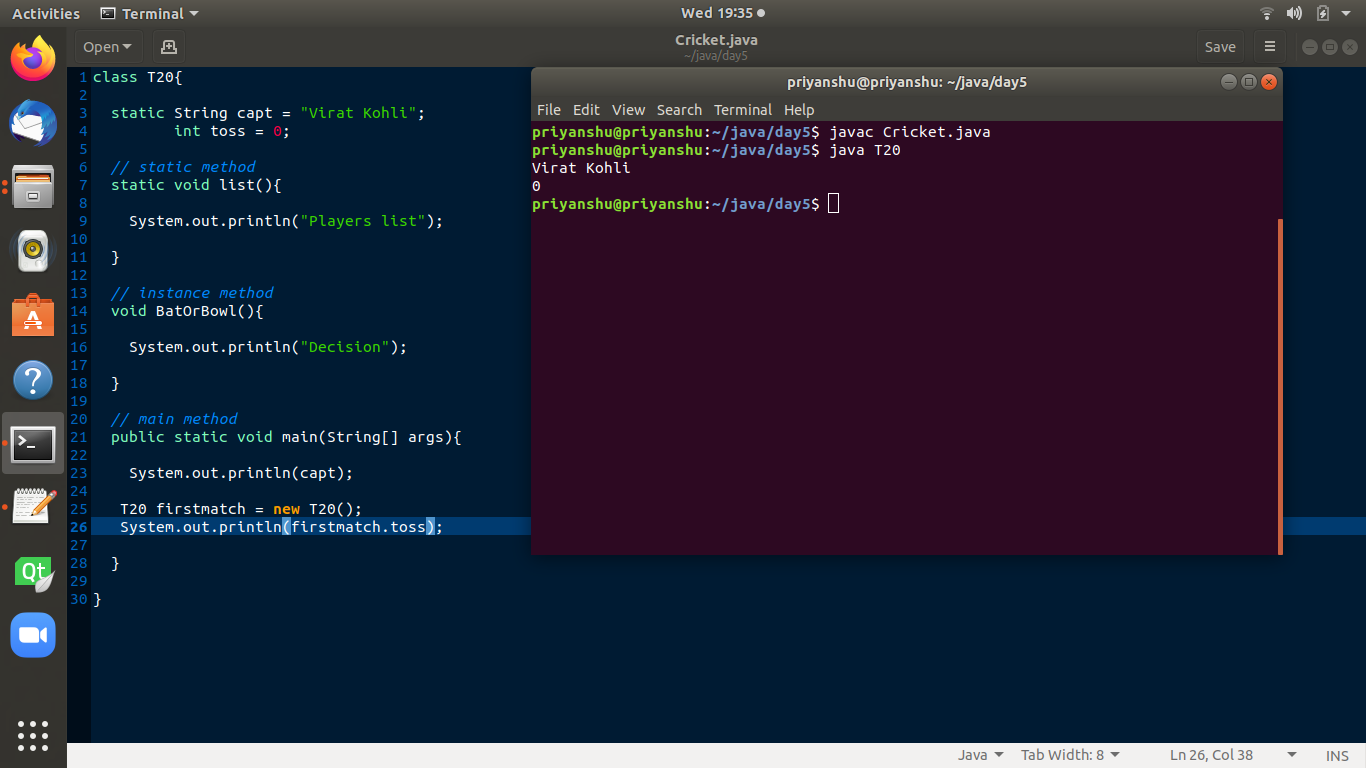 Activities
Terminal
Wed 19:35
Open
Cricket.java
~/java/day5
Save
1 class T20{
2
3 static String capt = "Virat Kohli";
4 int toss = 0;
5
6 // static method
7 static void list(){
8
9 System.out.println("Players list");
10
11 }
12
13 // instance method
14 void BatOrBowl(){
15
16 System.out.println("Decision");
17
18 }
19
20 // main method
21 public static void main(String[] args){
22
23 System.out.println(capt);
24
25 T20 firstmatch = new T20();
26 System.out.println(firstmatch.toss);
27
28 }
29
30 }
priyanshu@priyanshu: ~/java/day5
File Edit View Search Terminal Help
priyanshu@priyanshu:~/java/day5$ javac Cricket.java
priyanshu@priyanshu:~/java/day5$ java T20
Virat Kohli
0
priyanshu@priyanshu:~/java/day5$
Qt
Java
Tab Width: 8
Ln 26, Col 38
INS